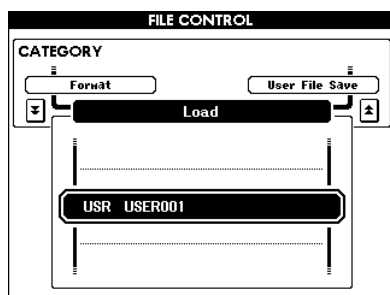 FILE CONTROL
CATEGORY
Format
User File Save
Load
USR USER001